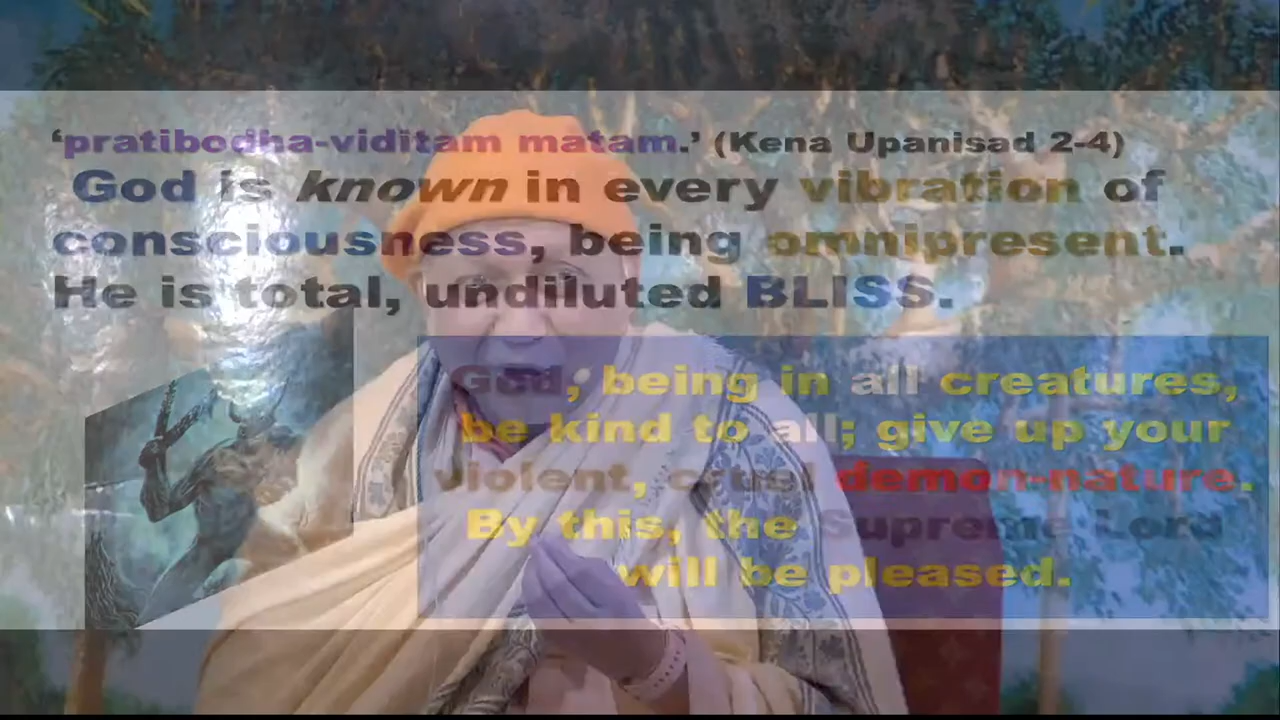 ‘pratibodha-viditam matam.’ (Kena Upanisad 2-4)
God is known in every vibration of
consciousness, being omnipresent.
He is total, undiluted BLISS.
God, being in all creatures,
be kind to all; give up your
violent, cruel demon-nature.
By this, the Supreme Lord
will be pleased.